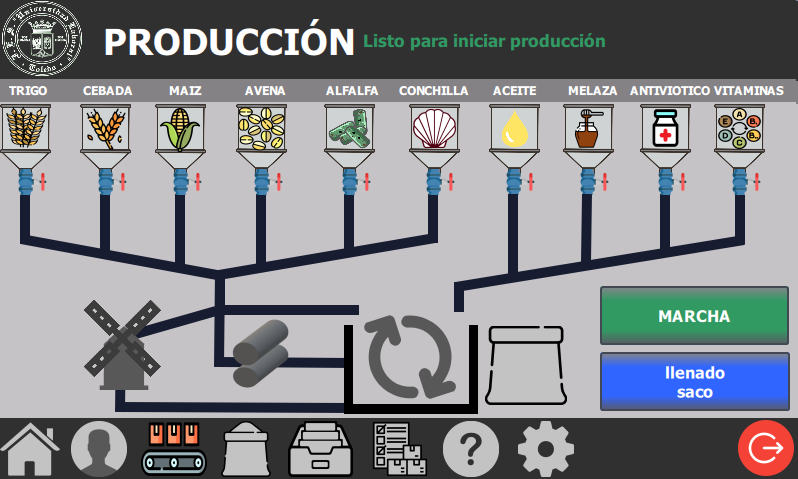 PRODUCCIÓN Listo para iniciar producción
TRIGO CEBADA MAIZ AVENA ALFALFA CONCHILLA ACEITE MELAZA ANTIVIOTICO VITAMINAS
A
E B
D B
C
MARCHA
llenado
saco
?